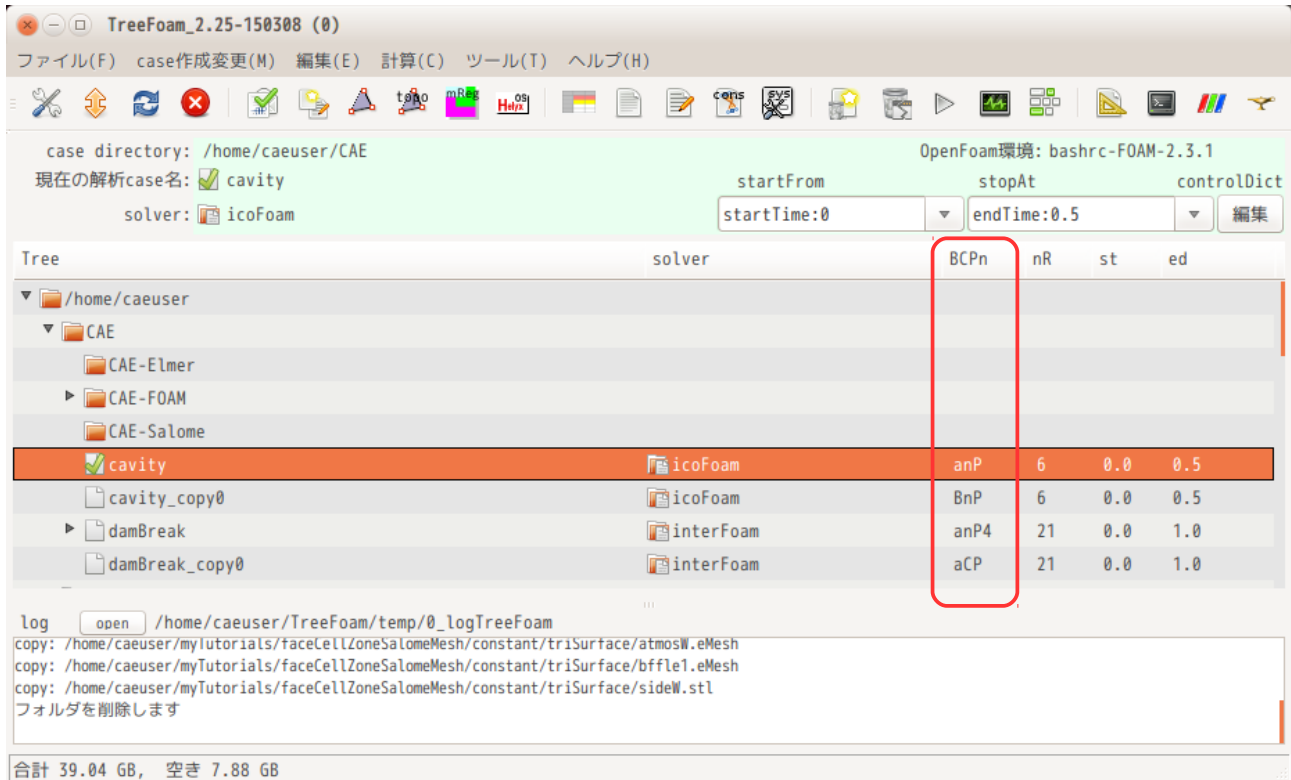 TreeFoam_2.25-150308 (0)
ファイル(F) case作成変更(M) 編集(E) 計算(C) ツール(T) ヘルプ(H)
topo mReg Helyx OS cons sys
case directory: /home/caeuser/CAE OpenFoam環境: bashrc-FOAM-2.3.1
現在の解析case名: cavity startFrom stopAt controlDict
solver: icoFoam startTime:0 endTime:0.5 編集
Tree solver BCPn nR st ed
/home/caeuser
CAE
CAE-Elmer
CAE-FOAM
CAE-Salome
cavity icoFoam anP 6 0.0 0.5
cavity_copy0 icoFoam BnP 6 0.0 0.5
damBreak interFoam anP4 21 0.0 1.0
damBreak_copy0 interFoam aCP 21 0.0 1.0
log open /home/caeuser/TreeFoam/temp/0_logTreeFoam
copy: /home/caeuser/myTutorials/faceCellZoneSalomeMesh/constant/triSurface/atmosW.eMesh
copy: /home/caeuser/myTutorials/faceCellZoneSalomeMesh/constant/triSurface/bffle1.eMesh
copy: /home/caeuser/myTutorials/faceCellZoneSalomeMesh/constant/triSurface/sideW.stl
フォルダを削除します
合計 39.04 GB, 空き 7.88 GB